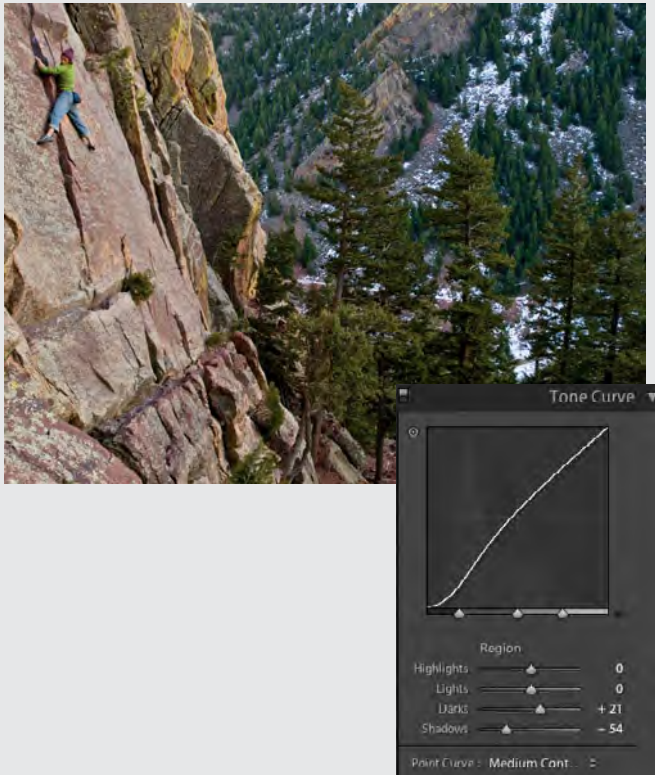 Tone Curve
Region
Highlights 0
Lights 0
Darks + 21
Shadows - 54
Point Curve : Medium Cont...